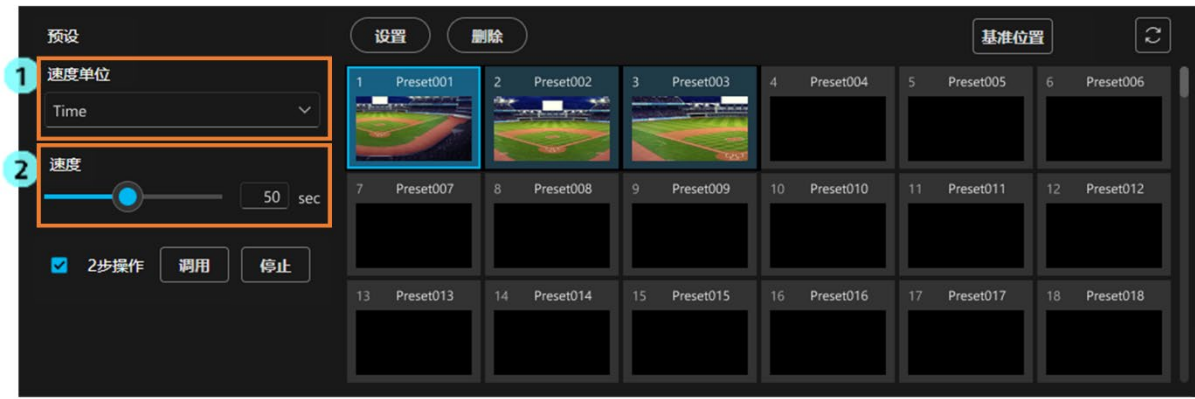 预设
设置
删除
基准位置
1
速度单位
Time
2
速度
50 sec
2步操作
调用
停止
1 Preset001
2 Preset002
3 Preset003
4 Preset004
5 Preset005
6 Preset006
7 Preset007
8 Preset008
9 Preset009
10 Preset010
11 Preset011
12 Preset012
13 Preset013
14 Preset014
15 Preset015
16 Preset016
17 Preset017
18 Preset018